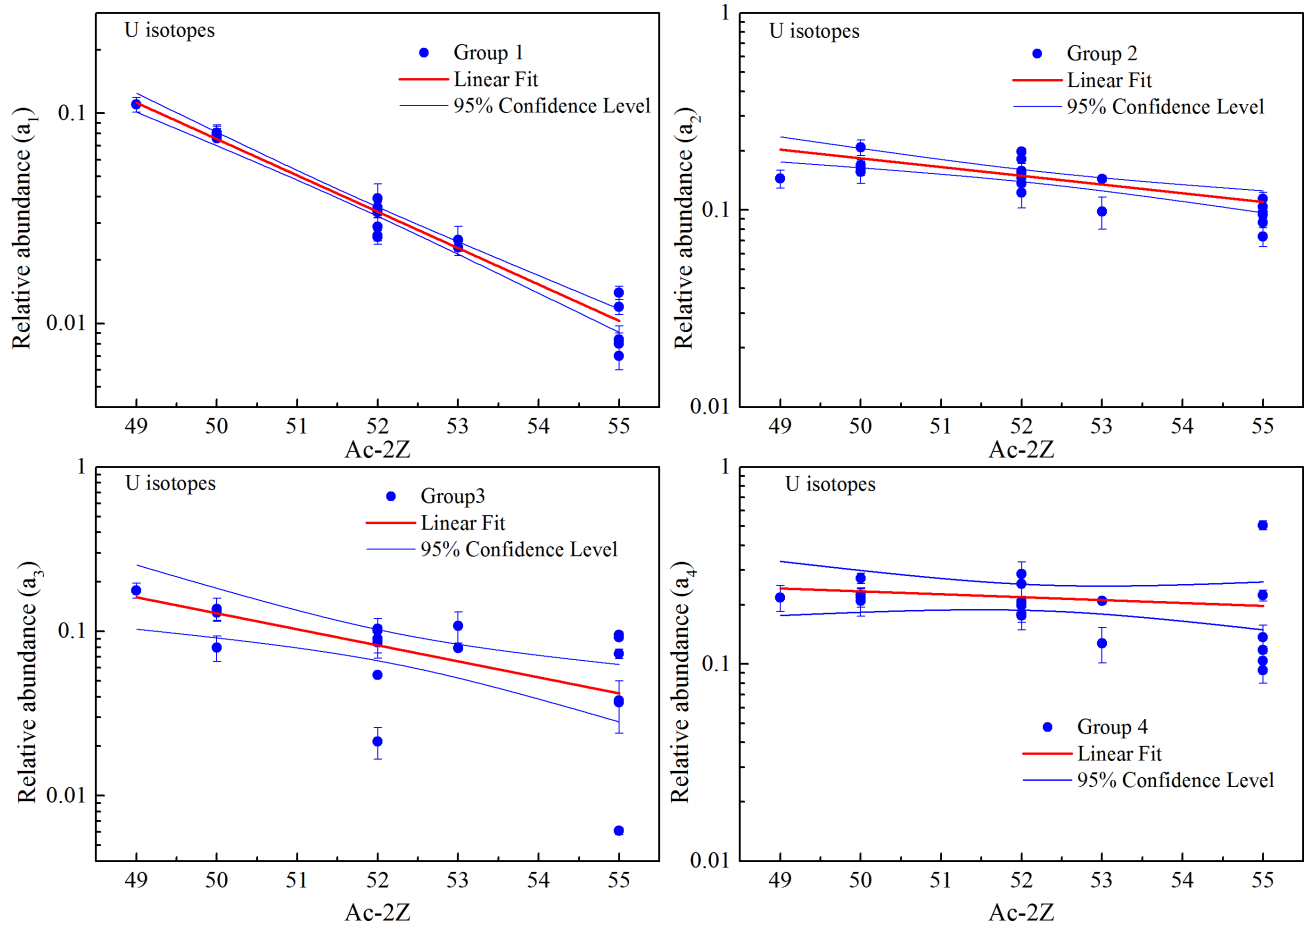 U isotopes
Group 1
Linear Fit
95% Confidence Level
Relative abundance (a1)
0.1
0.01
49 50 51 52 53 54 55
Ac-2Z
U isotopes
Group 2
Linear Fit
95% Confidence Level
Relative abundance (a2)
1
0.1
0.01
49 50 51 52 53 54 55
Ac-2Z
U isotopes
Group3
Linear Fit
95% Confidence Level
Relative abundance (a3)
1
0.1
0.01
49 50 51 52 53 54 55
Ac-2Z
U isotopes
Group 4
Linear Fit
95% Confidence Level
Relative abundance (a4)
1
0.1
0.01
49 50 51 52 53 54 55
Ac-2Z